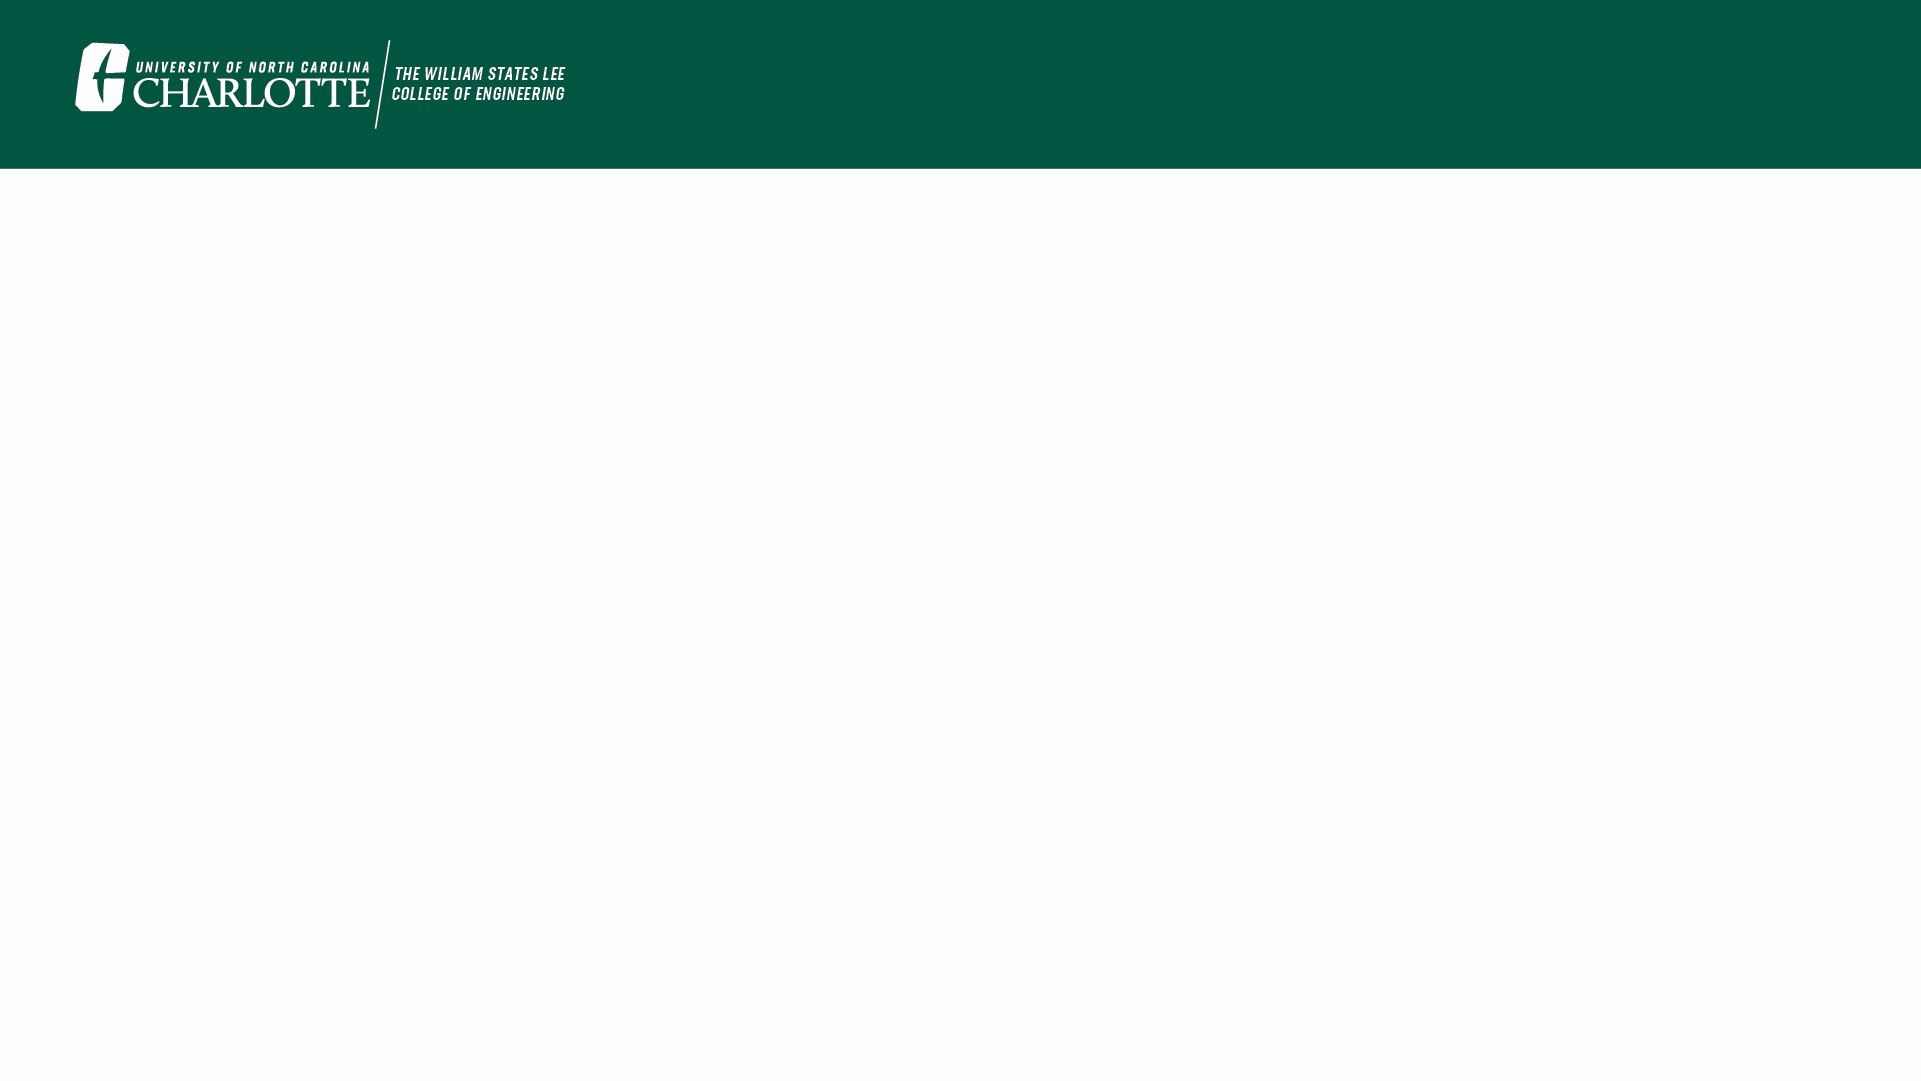 UNIVERSITY OF NORTH CAROLINA
CHARLOTTE
THE WILLIAM STATES LEE
COLLEGE OF ENGINEERING